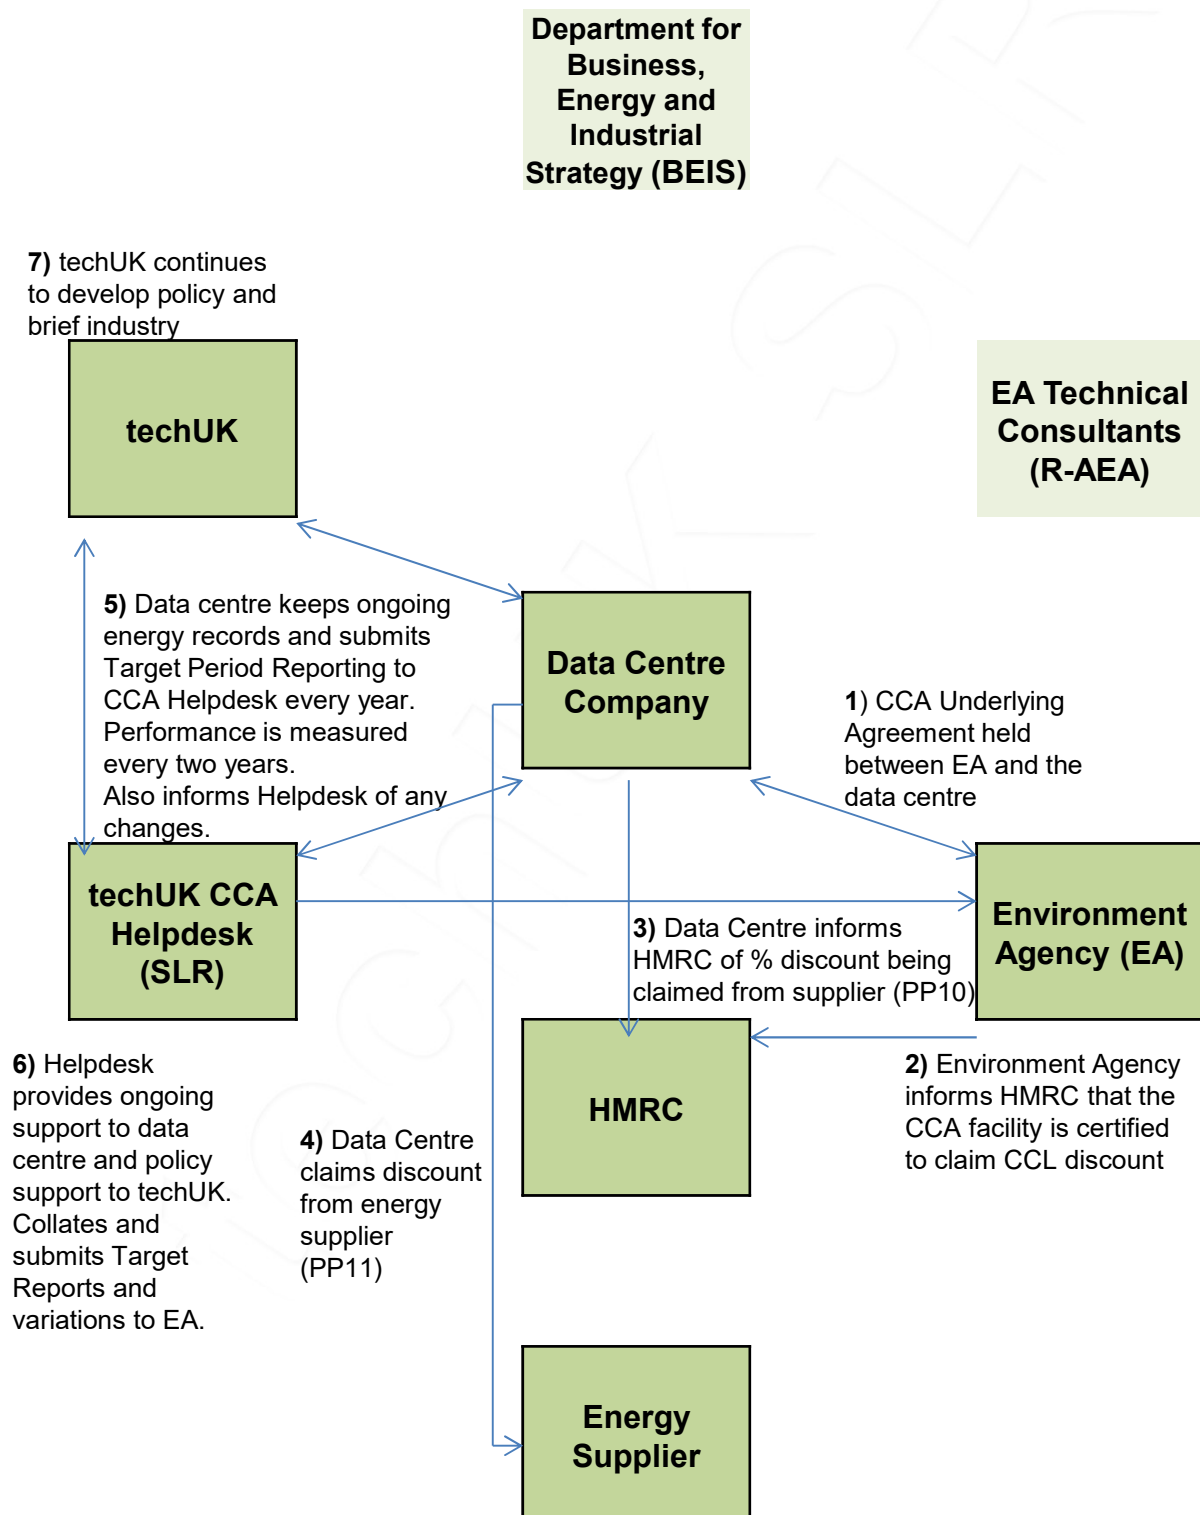 Department for
Business,
Energy and
Industrial
Strategy (BEIS)
7) techUK continues
to develop policy and
brief industry
techUK
EA Technical
Consultants
(R-AEA)
5) Data centre keeps ongoing
energy records and submits
Target Period Reporting to
CCA Helpdesk every year.
Performance is measured
every two years.
Also informs Helpdesk of any
changes.
Data Centre
Company
1) CCA Underlying
Agreement held
between EA and the
data centre
techUK CCA
Helpdesk
(SLR)
3) Data Centre informs
HMRC of % discount being
claimed from supplier (PP10)
Environment
Agency (EA)
6) Helpdesk
provides ongoing
support to data
centre and policy
support to techUK.
Collates and
submits Target
Reports and
variations to EA.
4) Data Centre
claims discount
from energy
supplier
(PP11)
HMRC
2) Environment Agency
informs HMRC that the
CCA facility is certified
to claim CCL discount
Energy
Supplier